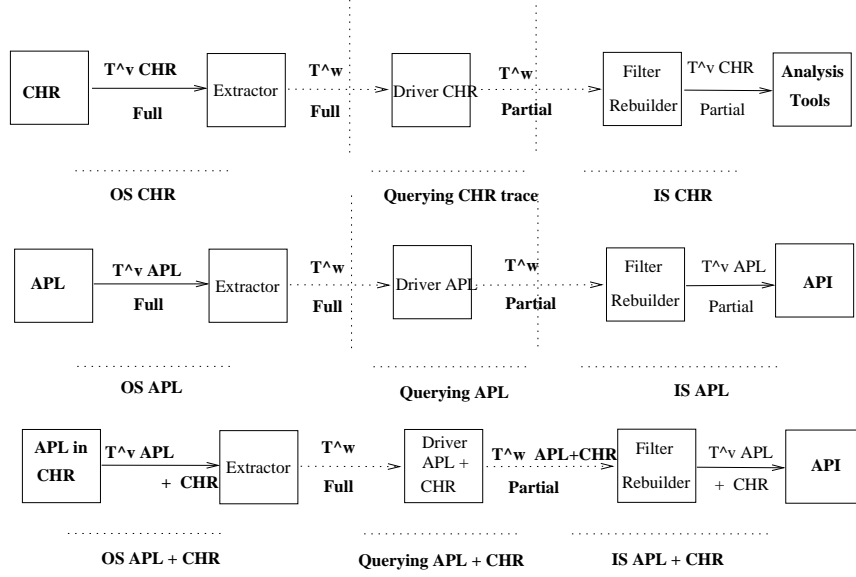 CHR
T^v CHR
Full
Extractor
T^w
Full
Driver CHR
T^w
Partial
Filter
Rebuilder
T^v CHR
Partial
Analysis
Tools
OS CHR
Querying CHR trace
IS CHR
APL
T^v APL
Full
Extractor
T^w
Full
Driver APL
T^w
Partial
Filter
Rebuilder
T^v APL
Partial
API
OS APL
Querying APL
IS APL
APL in
CHR
T^v APL
+ CHR
Extractor
T^w
Full
Driver
APL +
CHR
T^w APL+CHR
Partial
Filter
Rebuilder
T^v APL
+ CHR
API
OS APL + CHR
Querying APL + CHR
IS APL + CHR